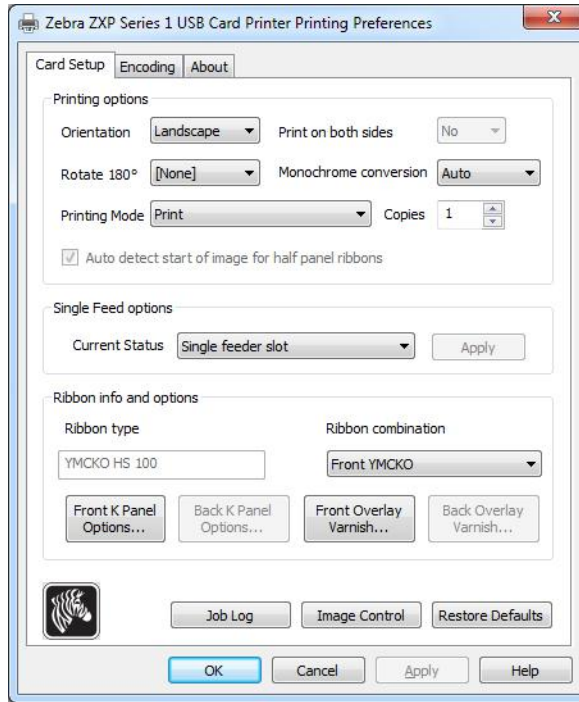 Zebra ZXP Series 1 USB Card Printer Printing Preferences
Card Setup Encoding About
Printing options
Orientation Landscape Print on both sides No
Rotate 180° [None] Monochrome conversion Auto
Printing Mode Print Copies 1
Auto detect start of image for half panel ribbons
Single Feed options
Current Status Single feeder slot Apply
Ribbon info and options
Ribbon type Ribbon combination
YMCKO HS 100 Front YMCKO
Front K Panel Back K Panel Front Overlay Back Overlay
Options... Options... Varnish... Varnish...
Job Log Image Control Restore Defaults
OK Cancel Apply Help